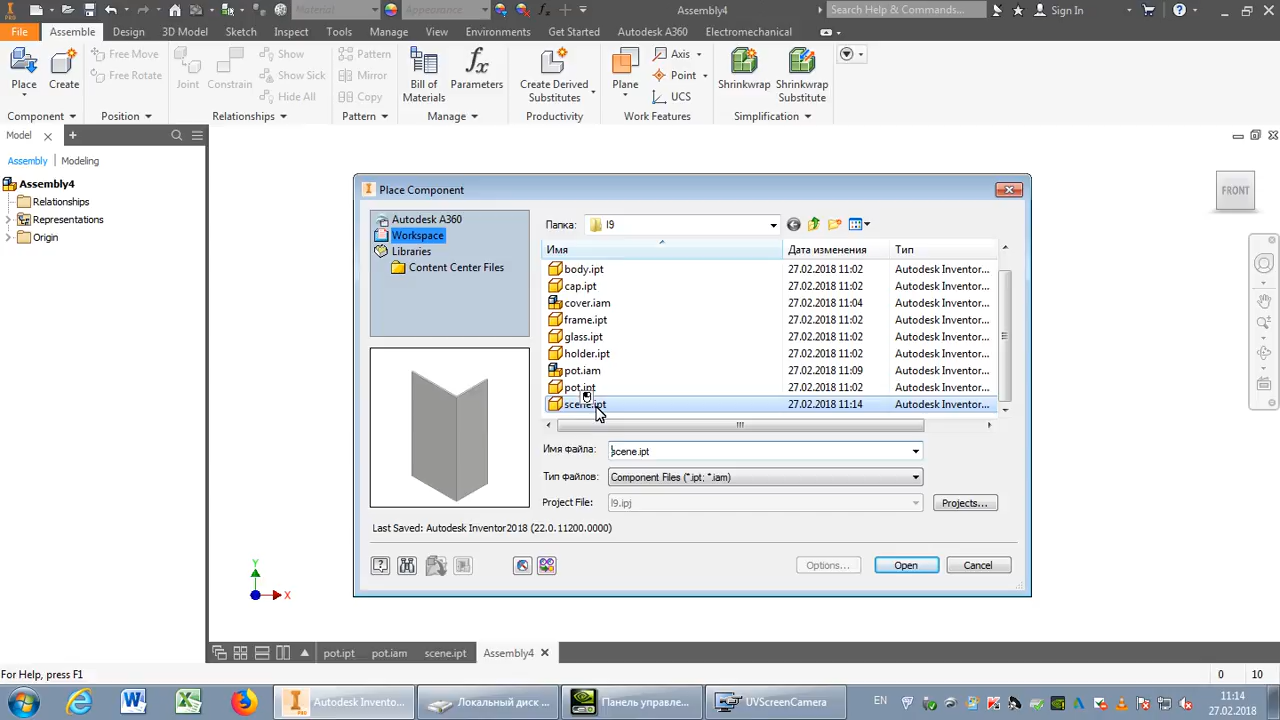 PRO
Material
Appearance
fx
Assembly4
Search Help & Commands...
Sign In
File
Assemble
Design
3D Model
Sketch
Inspect
Tools
Manage
View
Environments
Get Started
Autodesk A360
Electromechanical
Place
Create
Free Move
Free Rotate
Joint
Constrain
Show
Show Sick
Hide All
Pattern
Mirror
Copy
Bill of
Materials
fx
Parameters
Create Derived
Substitutes
Plane
Axis
Point
UCS
Shrinkwrap
Shrinkwrap
Substitute
Component
Position
Relationships
Pattern
Manage
Productivity
Work Features
Simplification
Model
Assembly
Modeling
Assembly4
Relationships
Representations
Origin
FRONT
Place Component
Autodesk A360
Workspace
Libraries
Content Center Files
Папка:
I9
Имя
Дата изменения
Тип
body.ipt 27.02.2018 11:02 Autodesk Inventor...
cap.ipt 27.02.2018 11:02 Autodesk Inventor...
cover.iam 27.02.2018 11:04 Autodesk Inventor...
frame.ipt 27.02.2018 11:02 Autodesk Inventor...
glass.ipt 27.02.2018 11:02 Autodesk Inventor...
holder.ipt 27.02.2018 11:02 Autodesk Inventor...
pot.iam 27.02.2018 11:09 Autodesk Inventor...
pot.ipt 27.02.2018 11:02 Autodesk Inventor...
scene.ipt 27.02.2018 11:14 Autodesk Inventor...
Имя файла:
scene.ipt
Тип файлов:
Component Files (*.ipt; *.iam)
Project File:
I9.ipj
Projects...
Last Saved: Autodesk Inventor2018 (22.0.11200.0000)
Options...
Open
Cancel
Y
X
pot.ipt
pot.iam
scene.ipt
Assembly4
For Help, press F1
0
10
Autodesk Invento...
Локальный диск ...
Панель управле...
UVScreenCamera
EN
11:14
27.02.2018